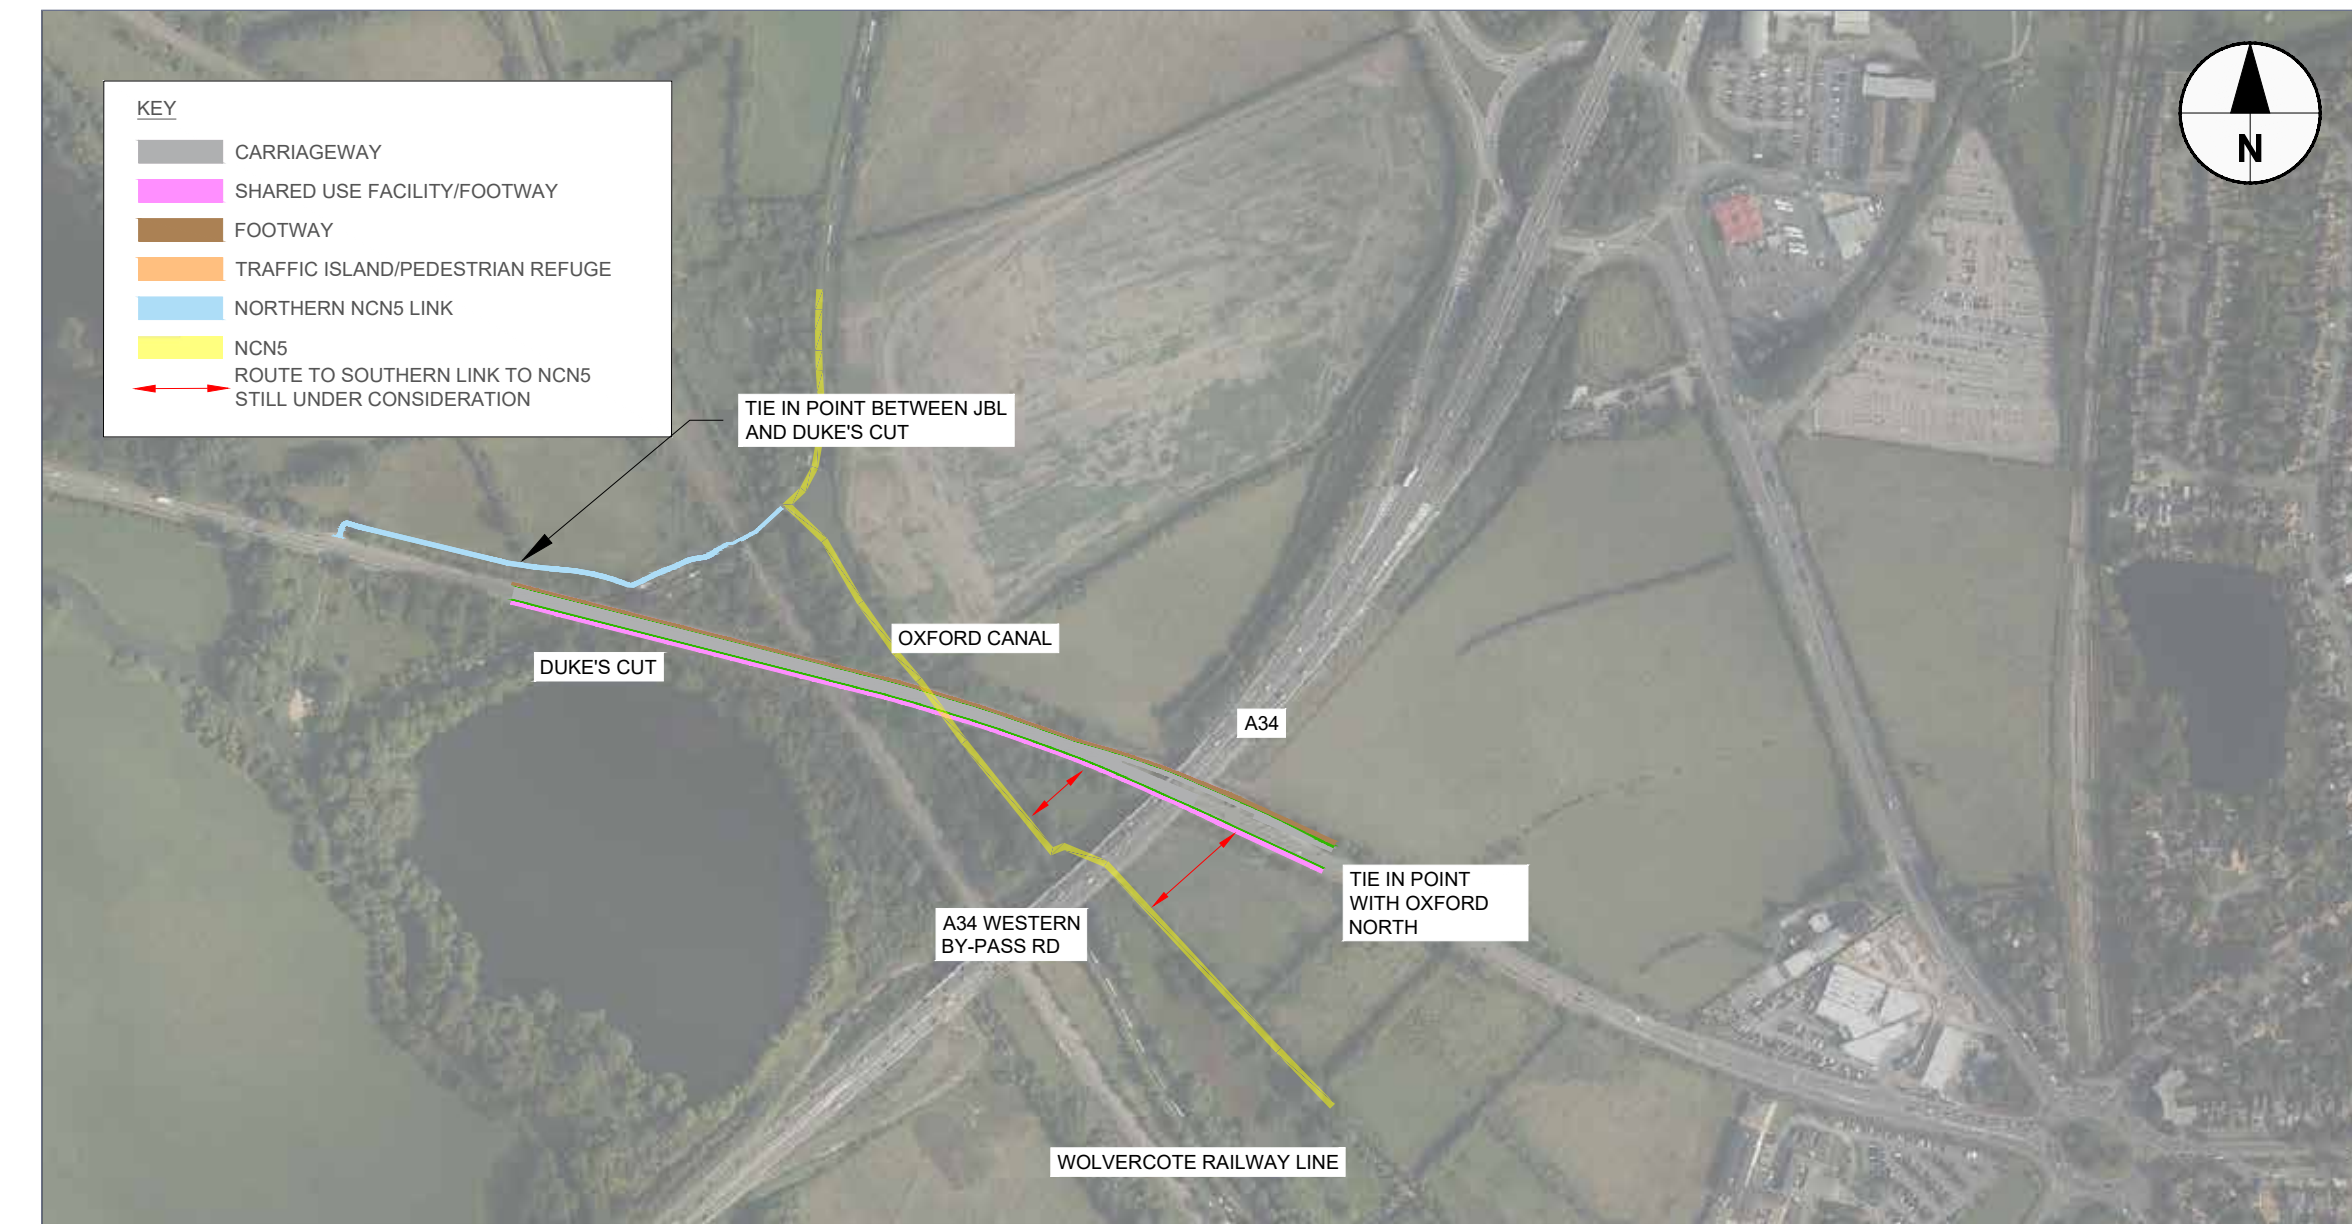 KEY
CARRIAGEWAY
SHARED USE FACILITY/FOOTWAY
FOOTWAY
TRAFFIC ISLAND/PEDESTRIAN REFUGE
NORTHERN NCN5 LINK
NCN5
ROUTE TO SOUTHERN LINK TO NCN5
STILL UNDER CONSIDERATION
N
TIE IN POINT BETWEEN JBL
AND DUKE'S CUT
OXFORD CANAL
DUKE'S CUT
A34
TIE IN POINT
WITH OXFORD
NORTH
A34 WESTERN
BY-PASS RD
WOLVERCOTE RAILWAY LINE